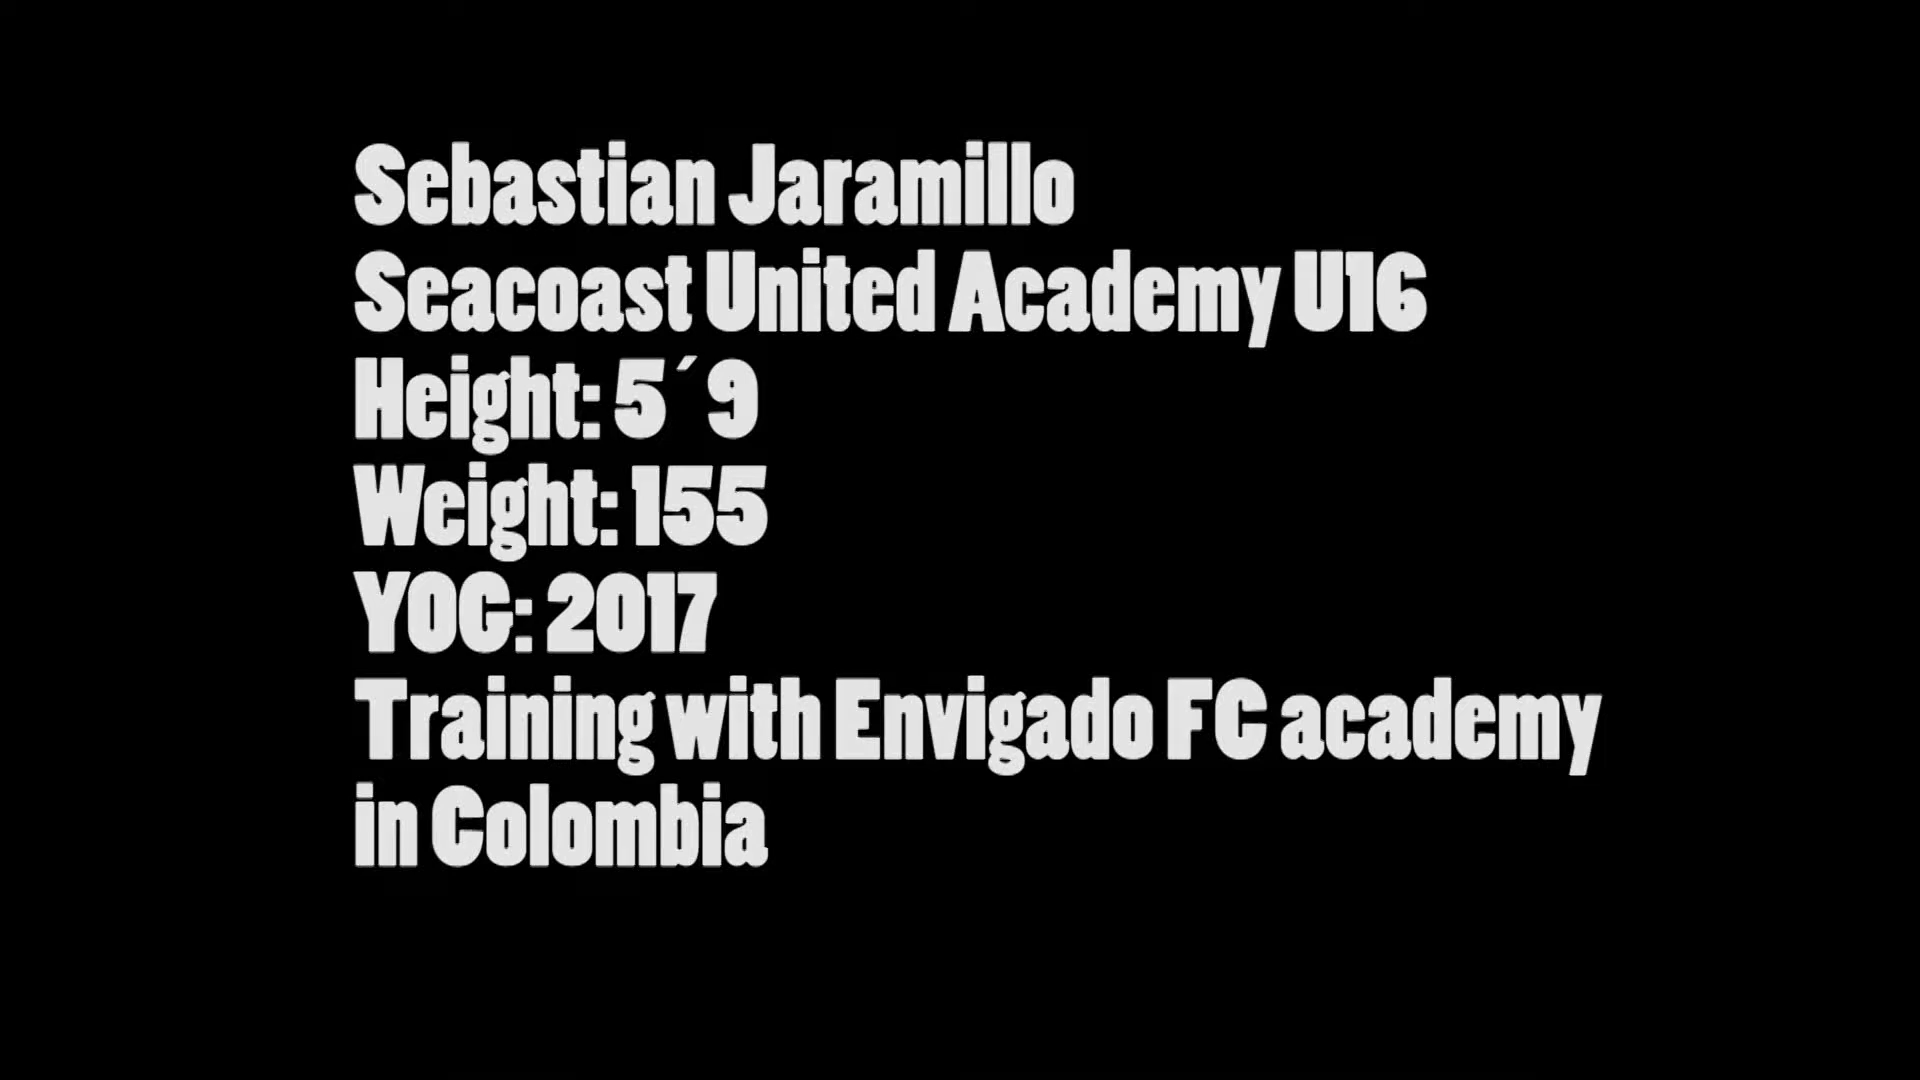 Sebastian Jaramillo
Seacoast United Academy U16
Height: 5´9
Weight: 155
YOG: 2017
Training with Envigado FC academy
in Colombia